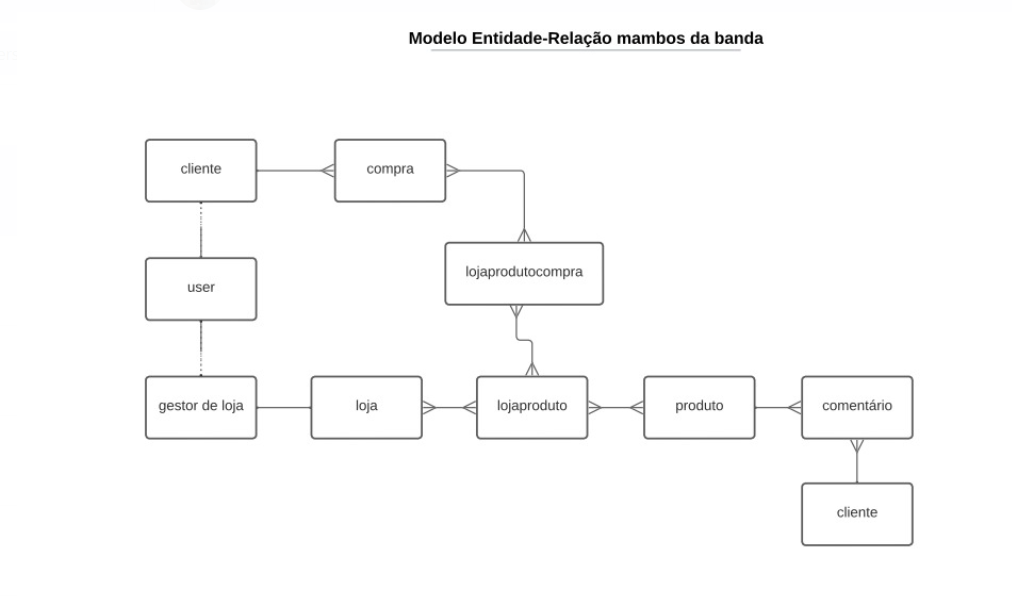 Modelo Entidade-Relação mambos da banda
cliente
compra
lojaprodutocompra
user
gestor de loja
loja
lojaproduto
produto
comentário
cliente